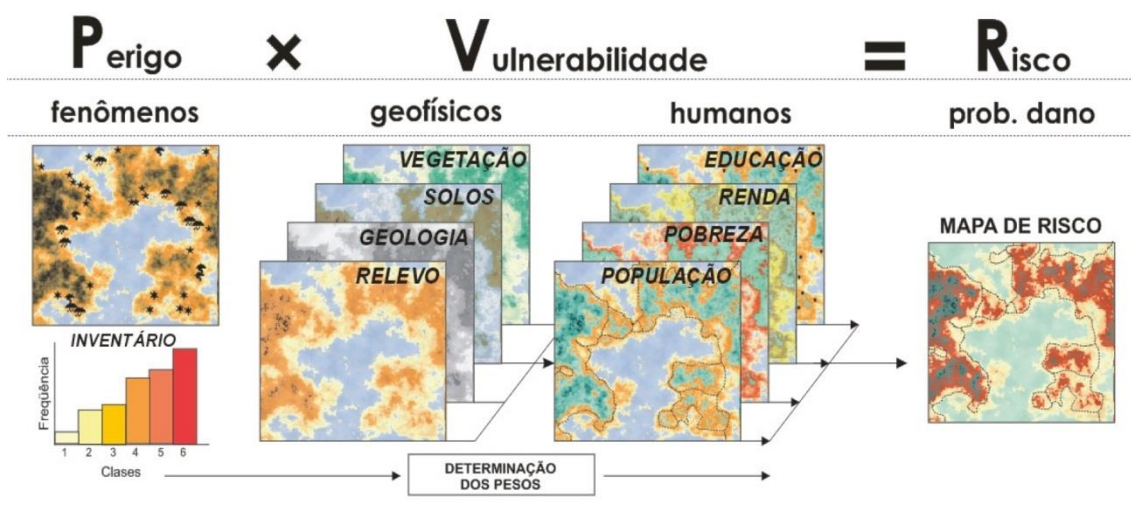 Perigo × Vulnerabilidade = Risco
fenômenos geofísicos humanos prob. dano
VEGETAÇÃO
SOLOS
GEOLOGIA
RELEVO
EDUCAÇÃO
RENDA
POBREZA
POPULAÇÃO
MAPA DE RISCO
INVENTÁRIO
Freqüência
1 2 3 4 5 6
Clases
DETERMINAÇÃO
DOS PESOS